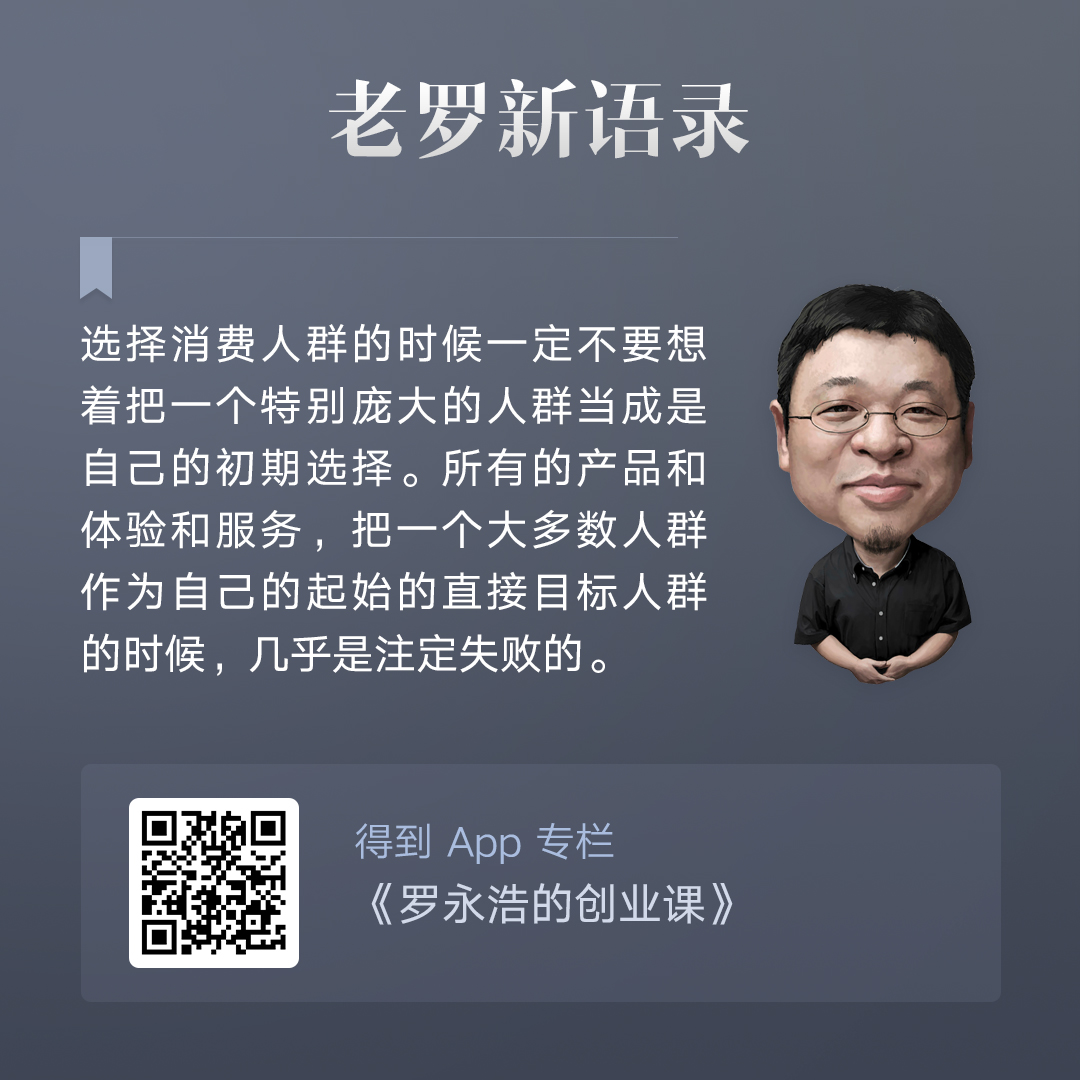 老罗新语录
选择消费人群的时候一定不要想
着把一个特别庞大的人群当成是
自己的初期选择。所有的产品和
体验和服务，把一个大多数人群
作为自己的起始的直接目标人群
的时候，几乎是注定失败的。
得到 App 专栏
《罗永浩的创业课》